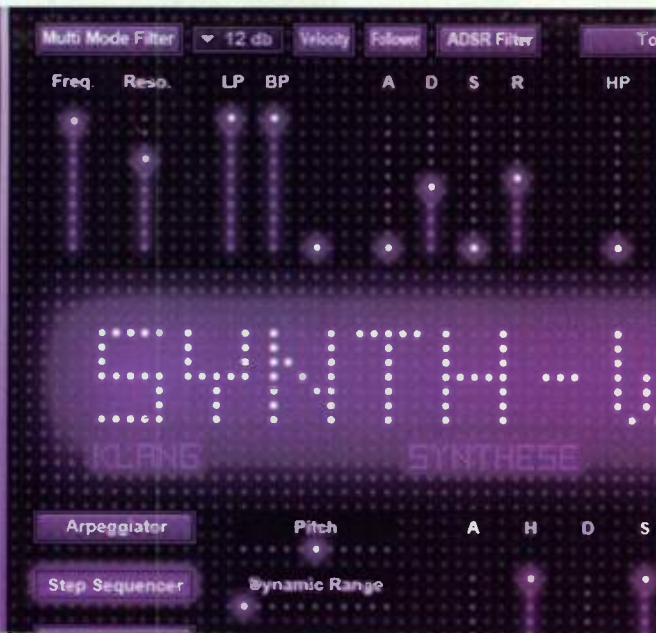 Multi Mode Filter 12 db Velocity Follower ADSR Filter To
Freq. Reso. LP BP A D S R HP
SYNTH-
KLANG SYNTHESE
Arpeggiator Pitch A H D S
Step Sequencer Dynamic Range